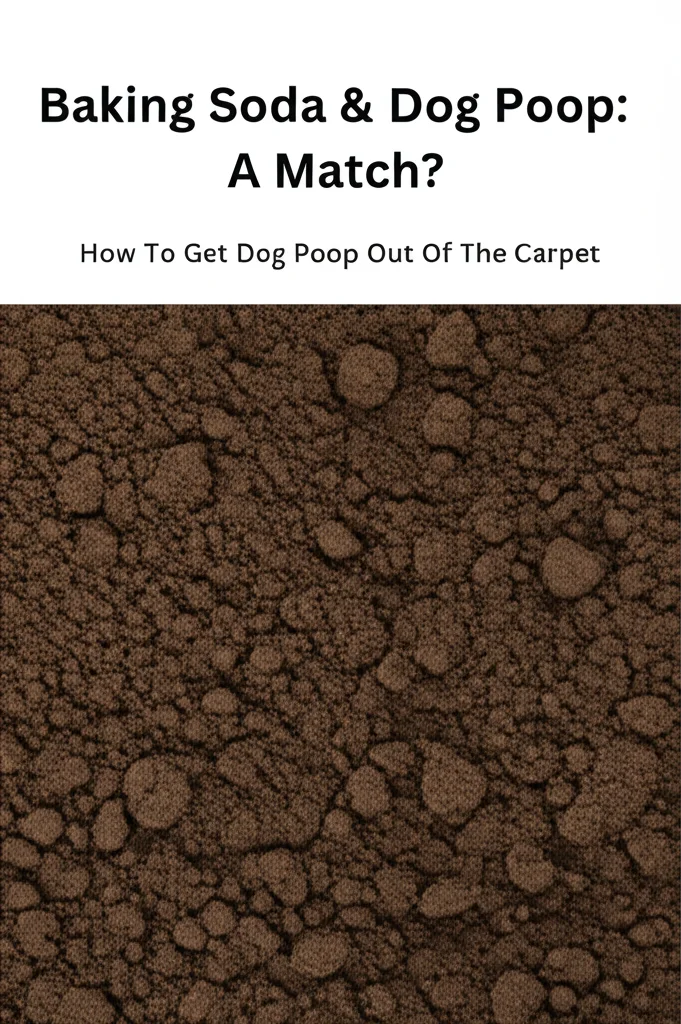 Baking Soda & Dog Poop:
A Match?
How To Get Dog Poop Out Of The Carpet